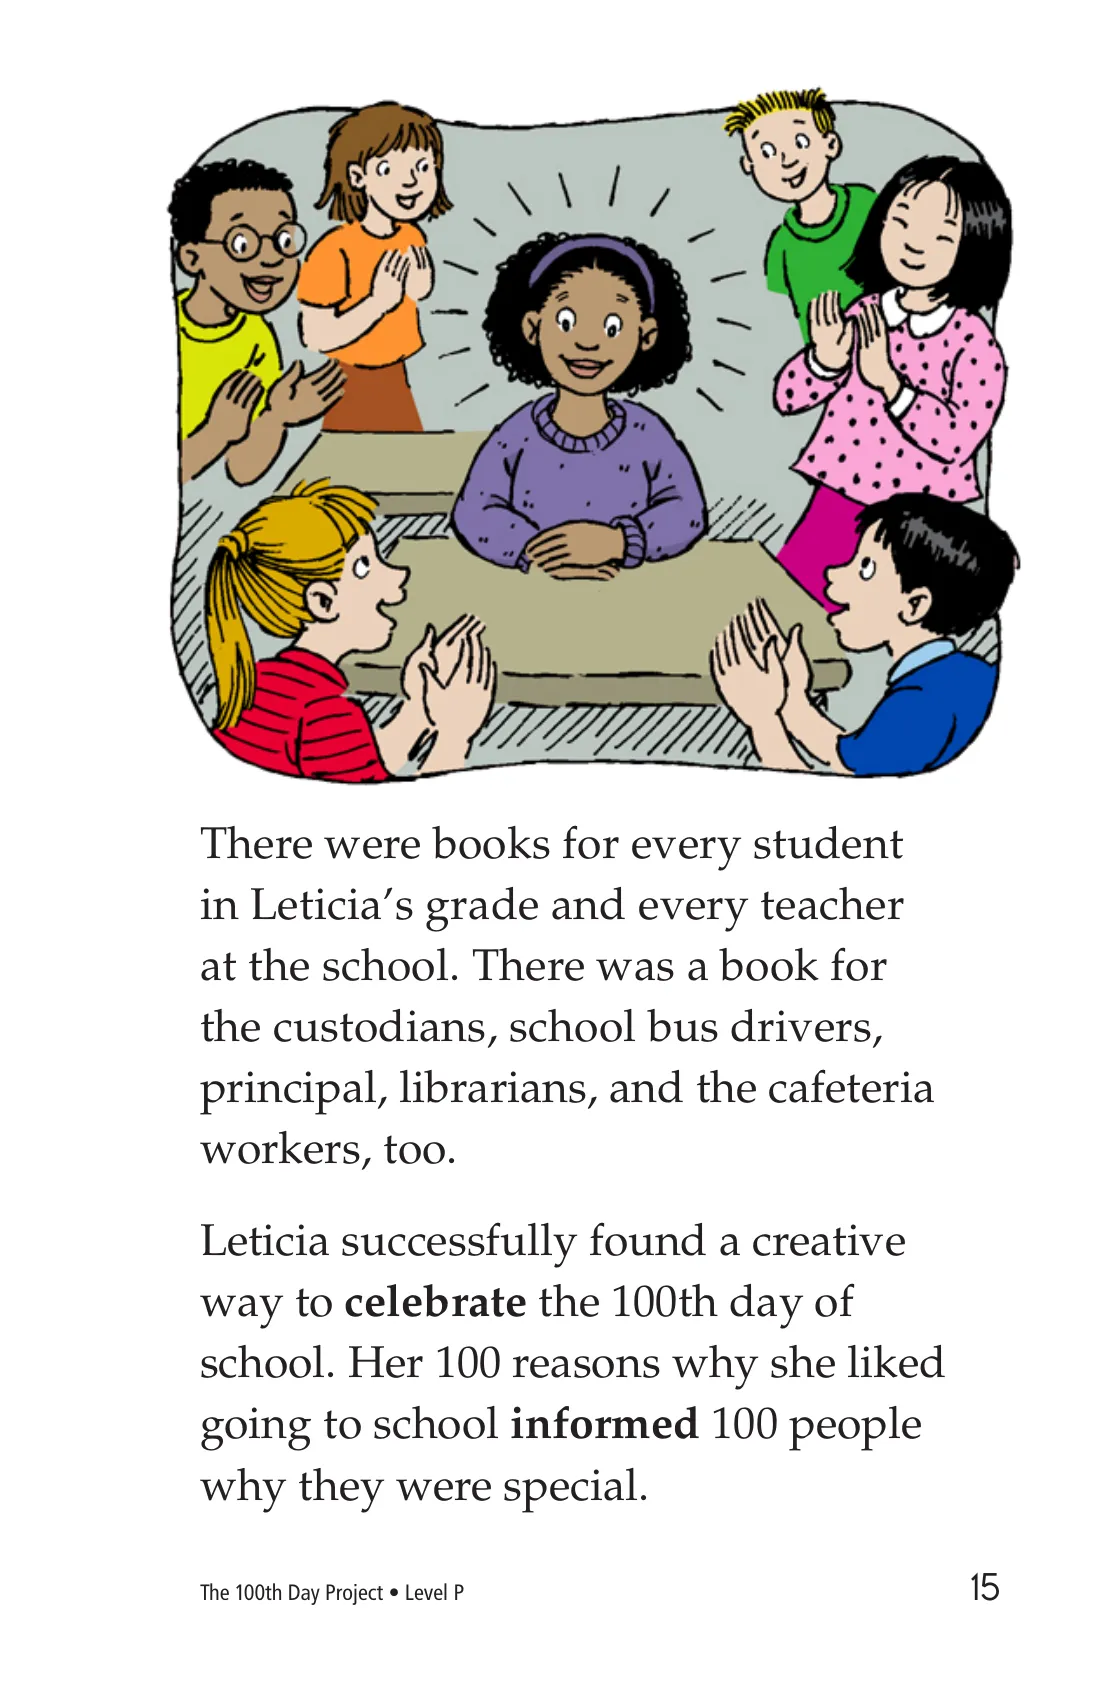 There were books for every student
in Leticia’s grade and every teacher
at the school. There was a book for
the custodians, school bus drivers,
principal, librarians, and the cafeteria
workers, too.
Leticia successfully found a creative
way to celebrate the 100th day of
school. Her 100 reasons why she liked
going to school informed 100 people
why they were special.
The 100th Day Project • Level P
15